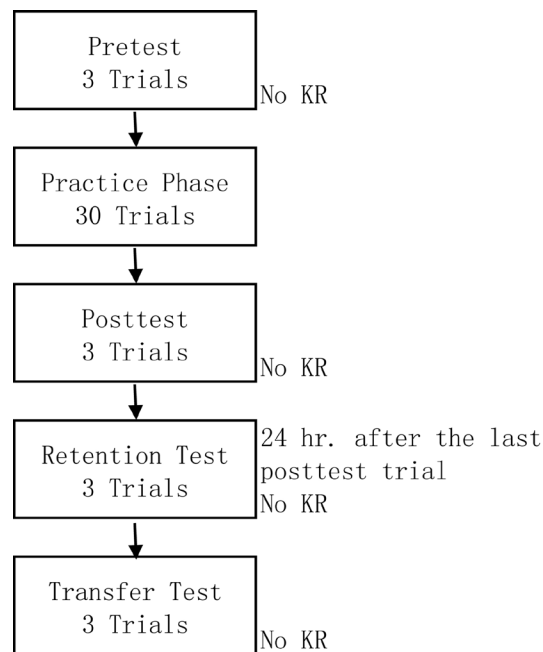 Pretest
3 Trials
No KR
Practice Phase
30 Trials
Posttest
3 Trials
No KR
Retention Test
3 Trials
24 hr. after the last
posttest trial
No KR
Transfer Test
3 Trials
No KR